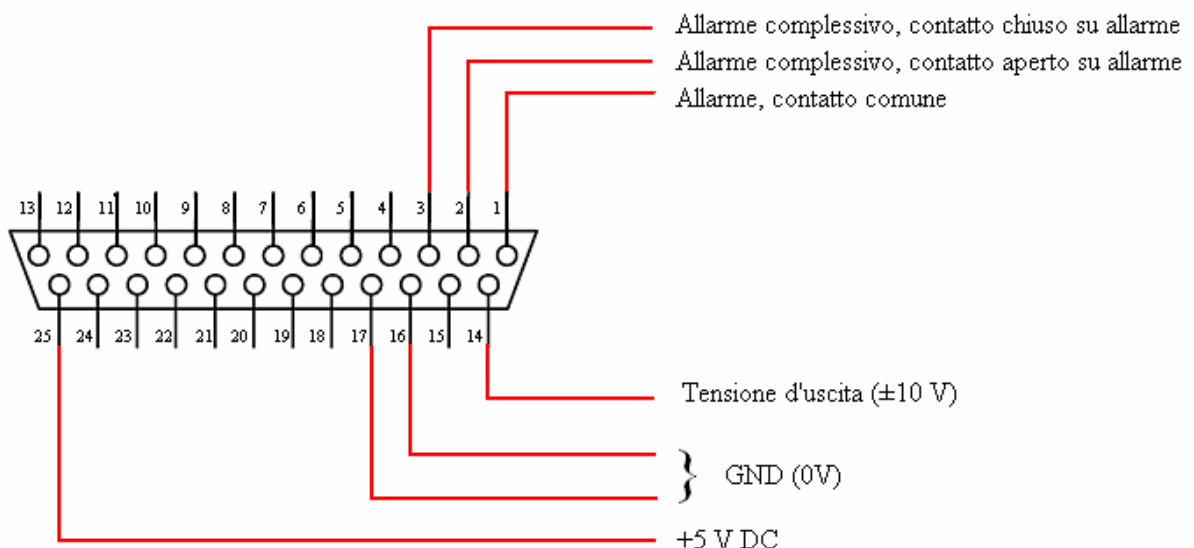 Allarme complessivo, contatto chiuso su allarme
Allarme complessivo, contatto aperto su allarme
Allarme, contatto comune
13 12 11 10 9 8 7 6 5 4 3 2 1
25 24 23 22 21 20 19 18 17 16 15 14
Tensione d'uscita (±10 V)
} GND (0V)
+5 V DC